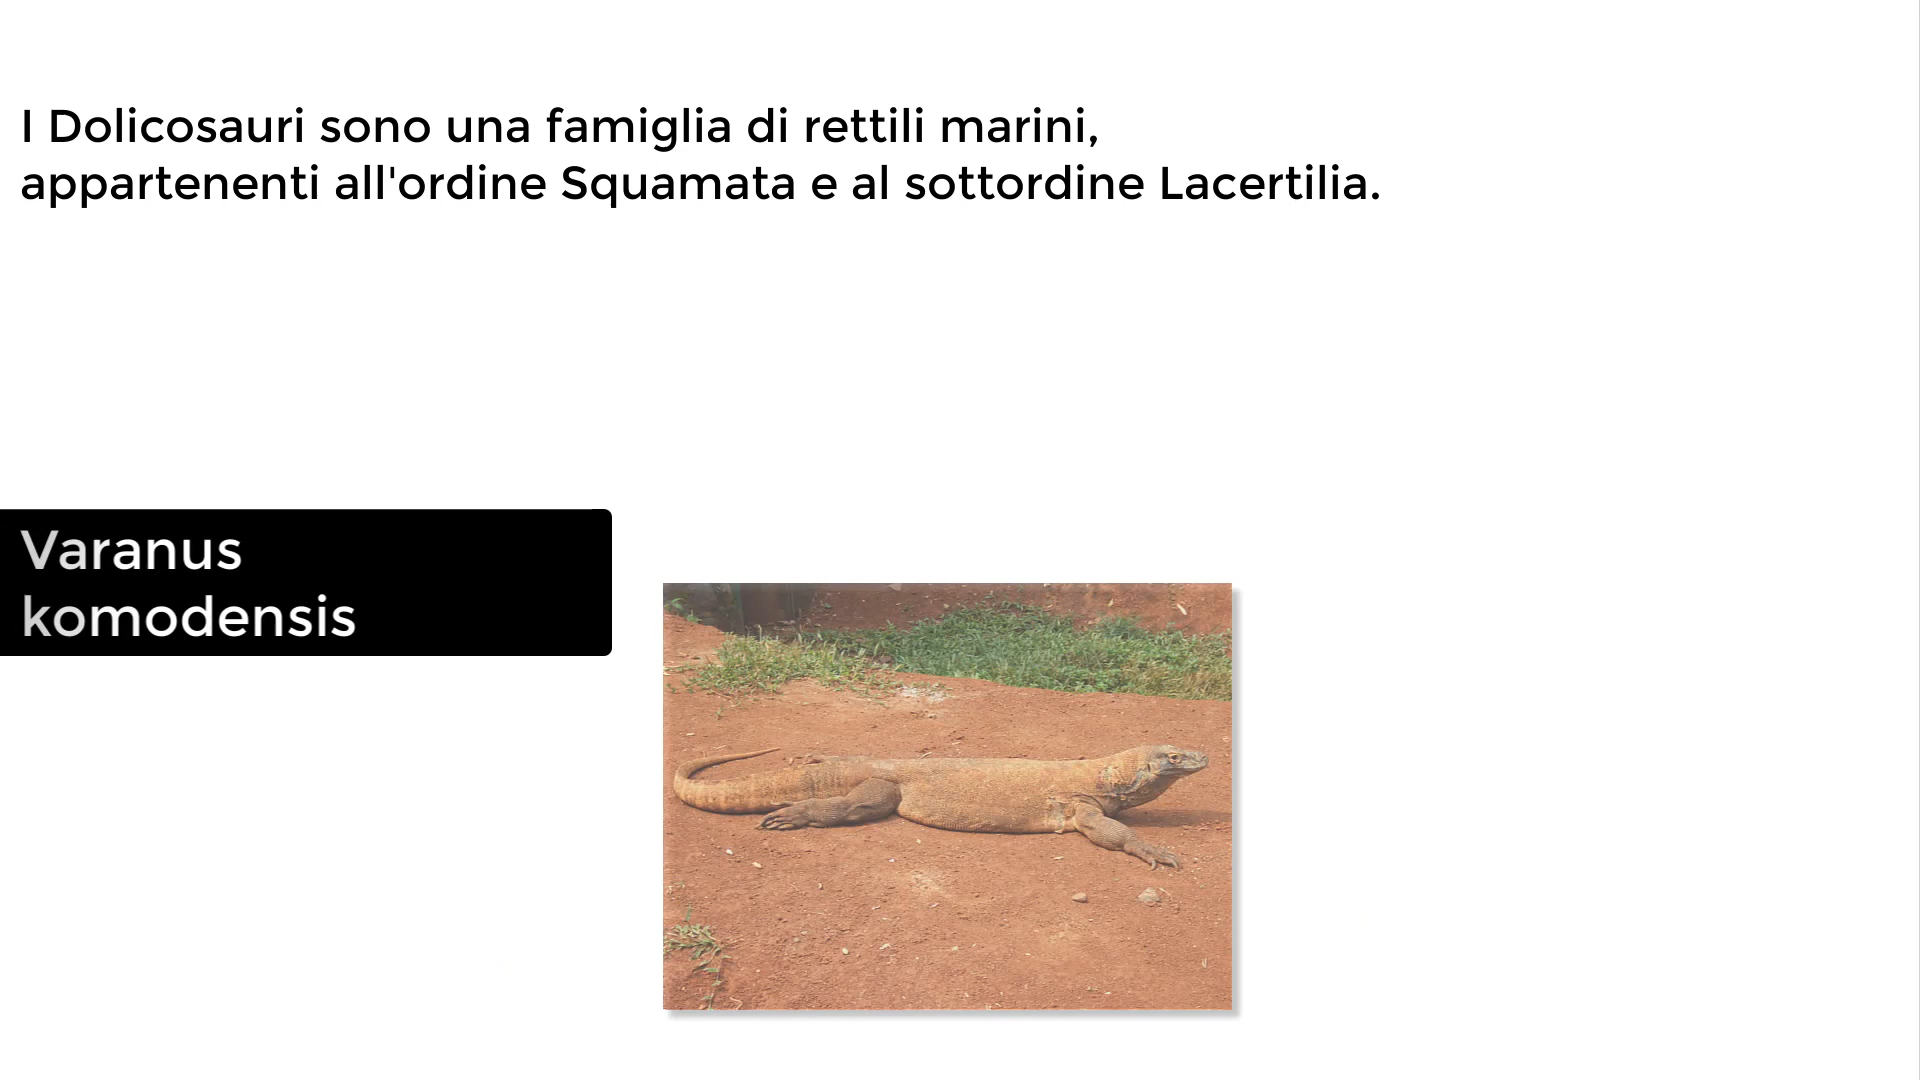 I Dolicosauri sono una famiglia di rettili marini,
appartenenti all'ordine Squamata e al sottordine Lacertilia.
Varanus
komodensis